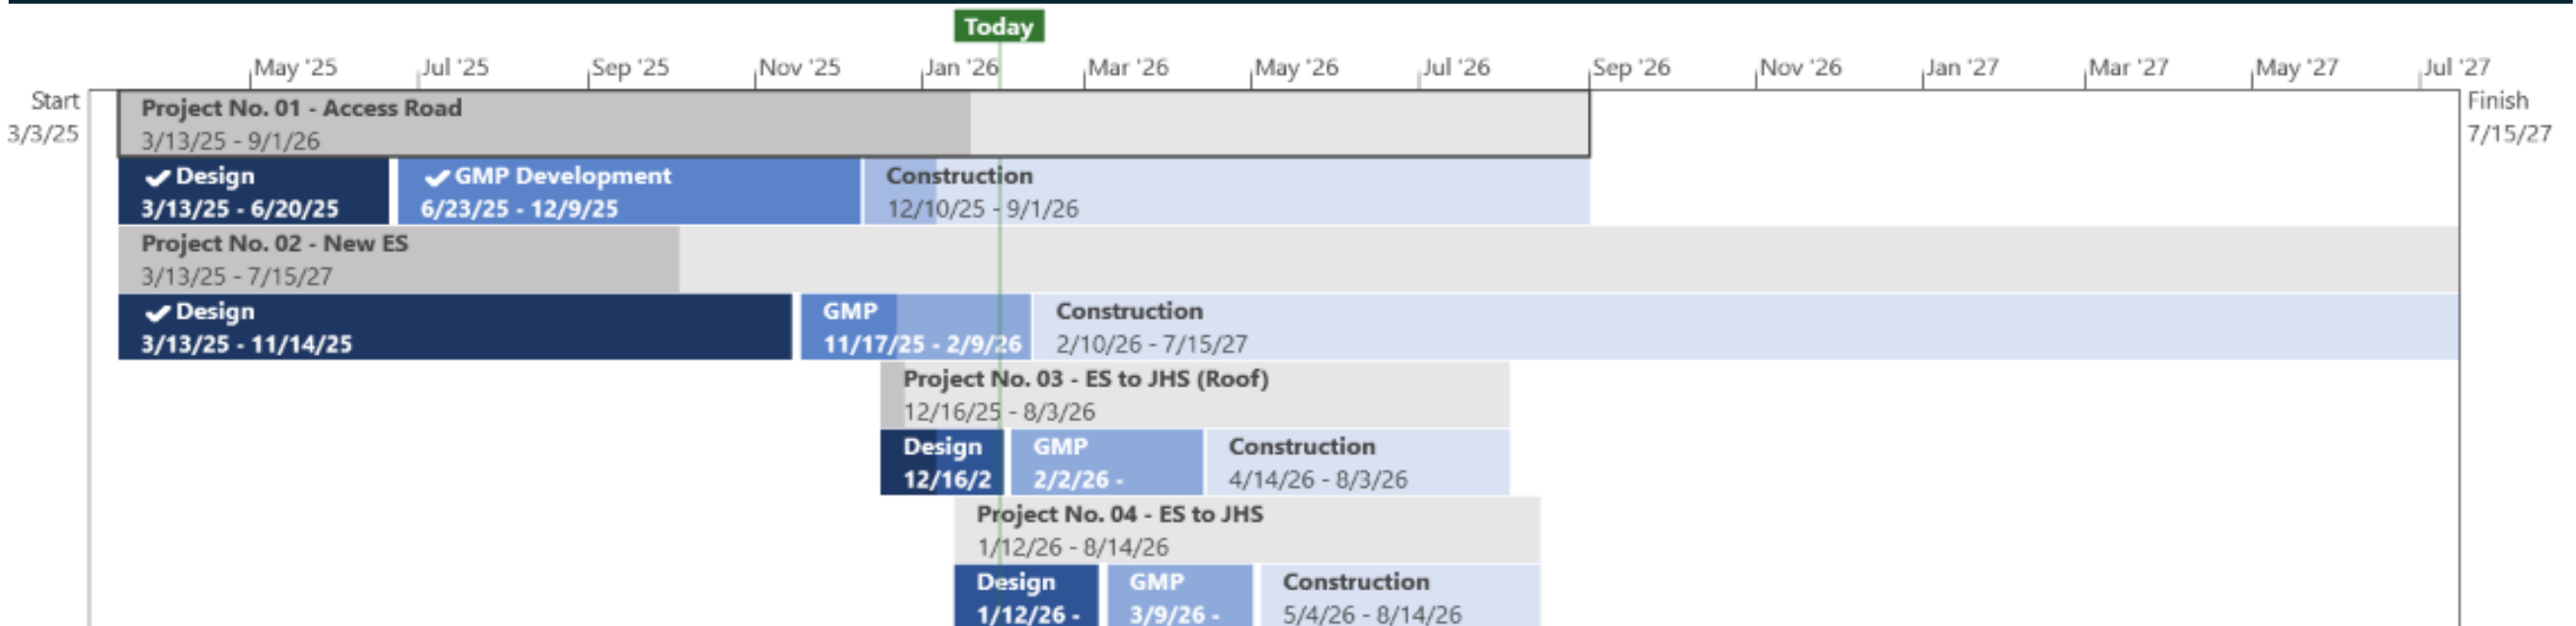 Today
May '25
Jul '25
Sep '25
Nov '25
Jan '26
Mar '26
May '26
Jul '26
Sep '26
Nov '26
Jan '27
Mar '27
May '27
Jul '27
Start
3/3/25
Finish
7/15/27
Project No. 01 - Access Road
3/13/25 - 9/1/26
Design
3/13/25 - 6/20/25
GMP Development
6/23/25 - 12/9/25
Construction
12/10/25 - 9/1/26
Project No. 02 - New ES
3/13/25 - 7/15/27
Design
3/13/25 - 11/14/25
GMP
11/17/25 - 2/9/26
Construction
2/10/26 - 7/15/27
Project No. 03 - ES to JHS (Roof)
12/16/25 - 8/3/26
Design
12/16/2
GMP
2/2/26 -
Construction
4/14/26 - 8/3/26
Project No. 04 - ES to JHS
1/12/26 - 8/14/26
Design
1/12/26 -
GMP
3/9/26 -
Construction
5/4/26 - 8/14/26